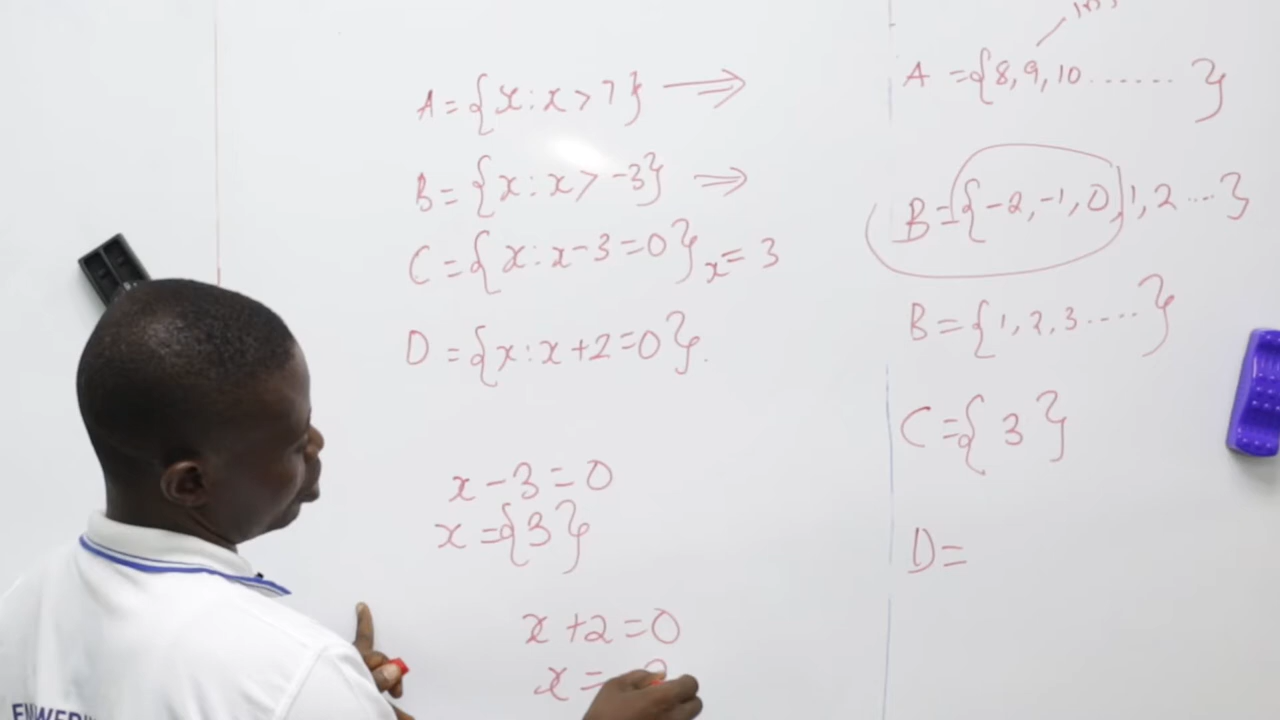 A = {x : x > 7} ⟹
B = {x : x > -3} ⟹
C = {x : x - 3 = 0} x = 3
D = {x : x + 2 = 0}.
x - 3 = 0
x = {3}
x + 2 = 0
x =
A = {8, 9, 10 ...... }
B = {-2, -1, 0, 1, 2 ... }
B = {1, 2, 3 ..... }
C = { 3 }
D =